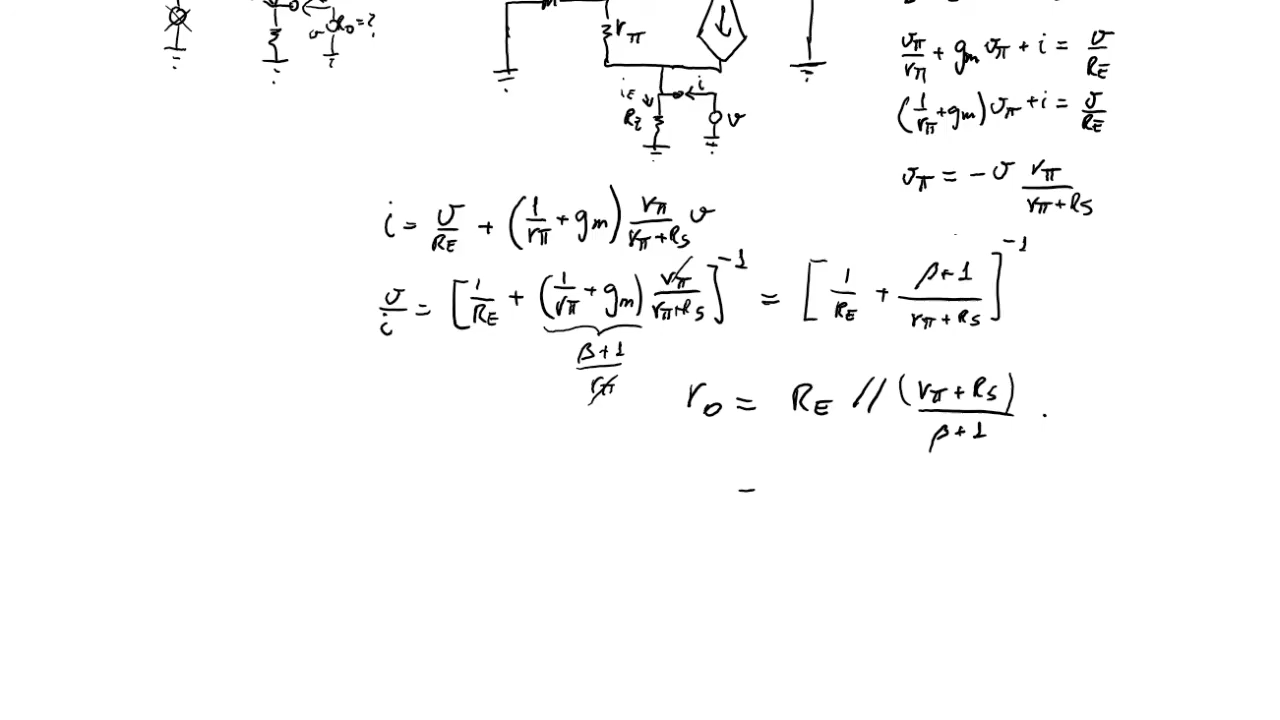 v Ro=?
rπ
iE
i
RE
v
vπ/rπ + gm vπ + i = v/RE
(1/rπ + gm) vπ + i = v/RE
vπ = - v rπ/(rπ + RS)
i = v/RE + (1/rπ + gm) rπ/(rπ + RS) v
v/i = [1/RE + (1/rπ + gm) rπ/(rπ + RS)]^-1 = [1/RE + (β+1)/(rπ + RS)]^-1
(β+1)/rπ
ro = RE // (rπ + RS)/(β+1)